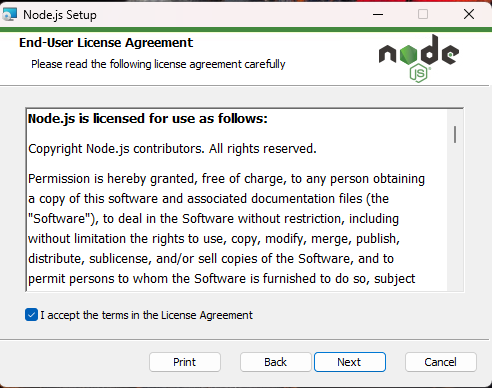 Node.js Setup
End-User License Agreement
Please read the following license agreement carefully
node
JS
Node.js is licensed for use as follows:
Copyright Node.js contributors. All rights reserved.
Permission is hereby granted, free of charge, to any person obtaining
a copy of this software and associated documentation files (the
"Software"), to deal in the Software without restriction, including
without limitation the rights to use, copy, modify, merge, publish,
distribute, sublicense, and/or sell copies of the Software, and to
permit persons to whom the Software is furnished to do so, subject
I accept the terms in the License Agreement
Print
Back
Next
Cancel